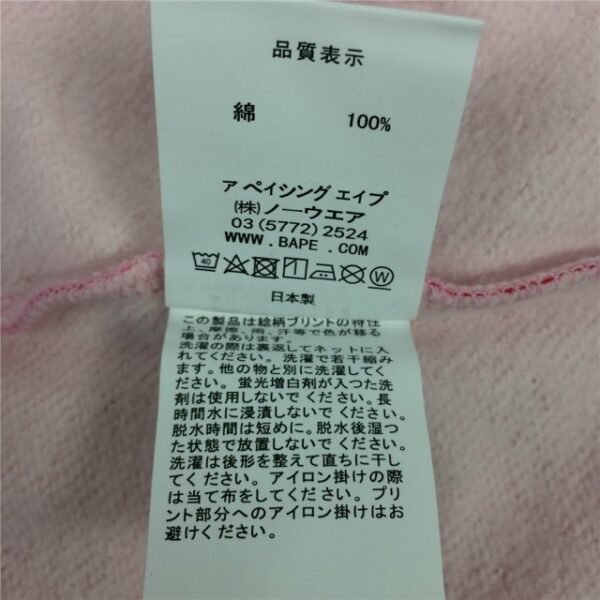 品質表示
綿 100%
ア ベイシング エイプ
(株)ノーウエア
03(5772)2524
WWW.BAPE.COM
40
W
日本製
この製品は総柄プリントの特性
上、摩擦、雨、汗等で色が移る
場合があります。
洗濯の際は裏返してネットに入
れてください。洗濯で若干縮み
ます。他の物と別に洗濯してく
ださい。蛍光増白剤が入つた洗
剤は使用しないでください。長
時間水に浸漬しないでください。
脱水時間は短めに。脱水後湿つ
た状態で放置しないでください。
洗濯は後形を整えて直ちに干し
てください。アイロン掛けの際
は当て布をしてください。プリ
ント部分へのアイロン掛けはお
避けください。